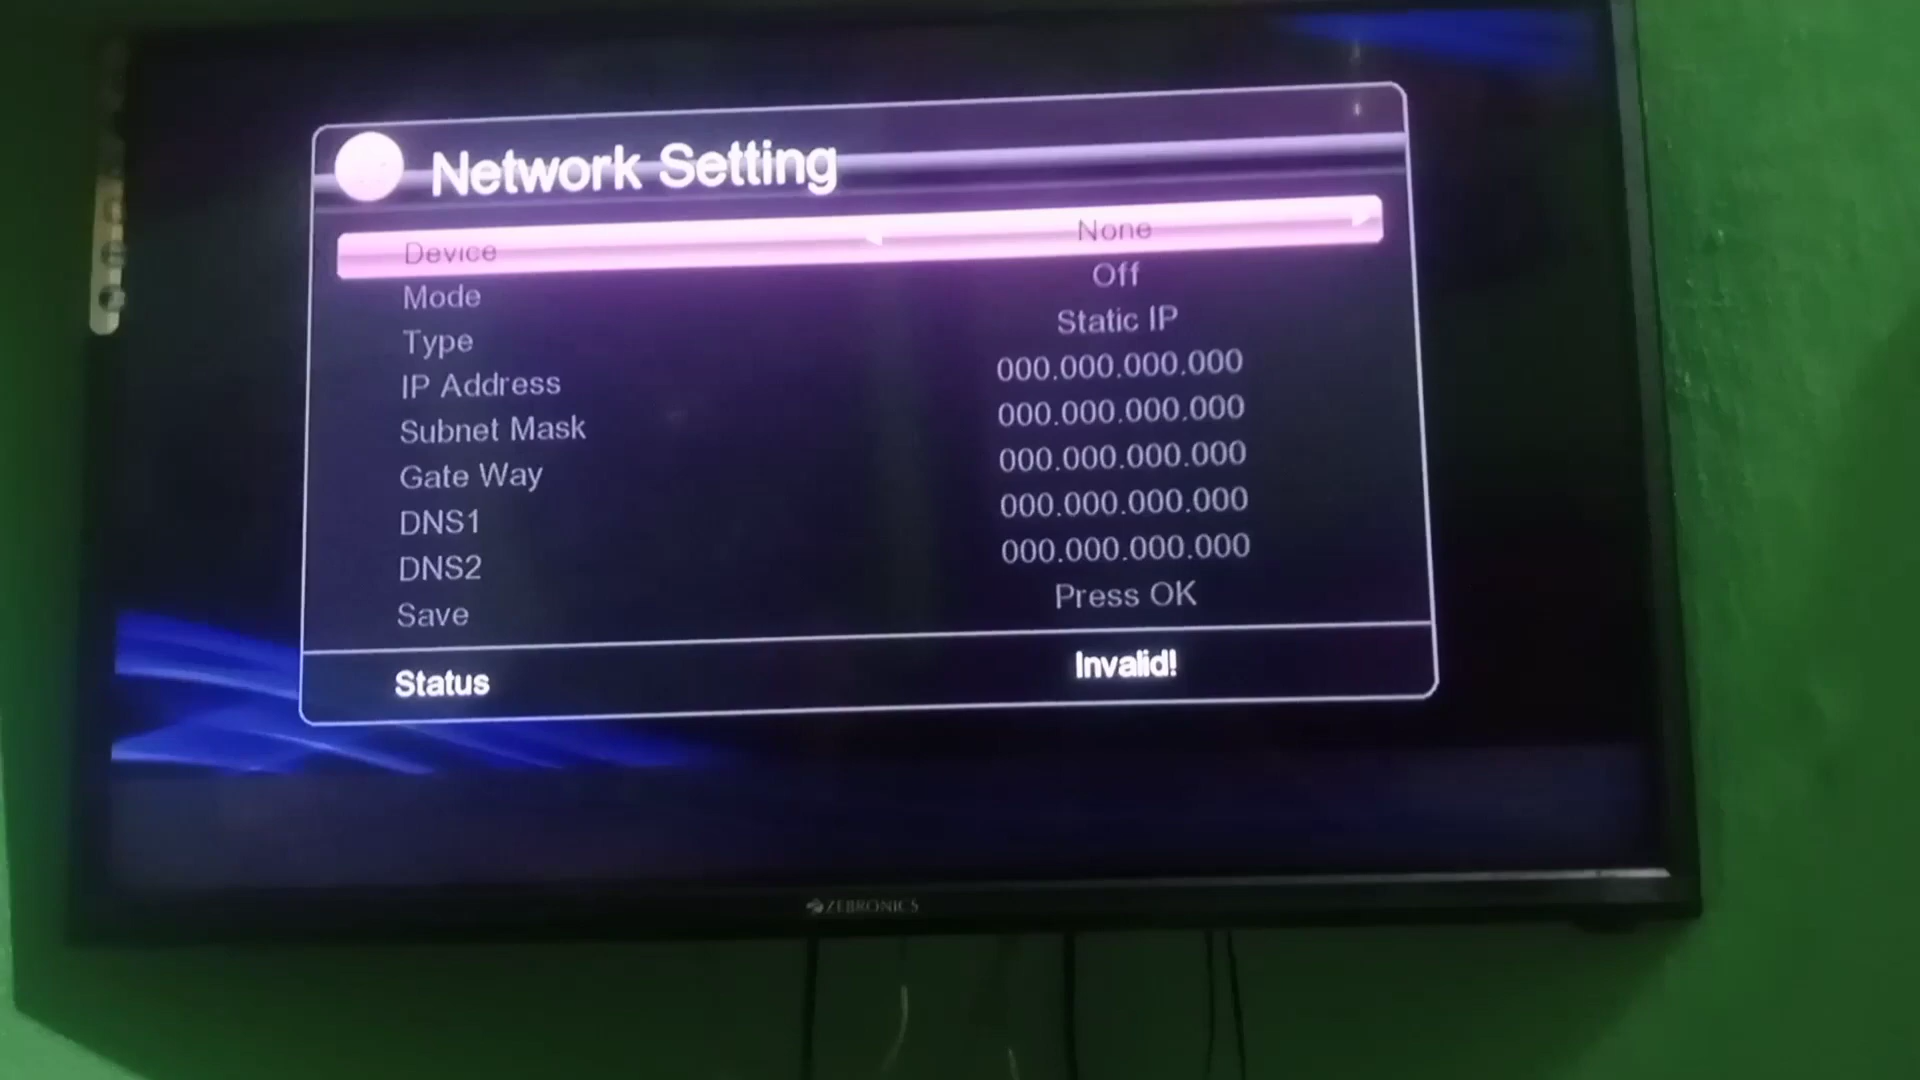 Network Setting
Device None
Mode Off
Type Static IP
IP Address 000.000.000.000
Subnet Mask 000.000.000.000
Gate Way 000.000.000.000
DNS1 000.000.000.000
DNS2 000.000.000.000
Save Press OK
Status Invalid!
ZEBRONICS